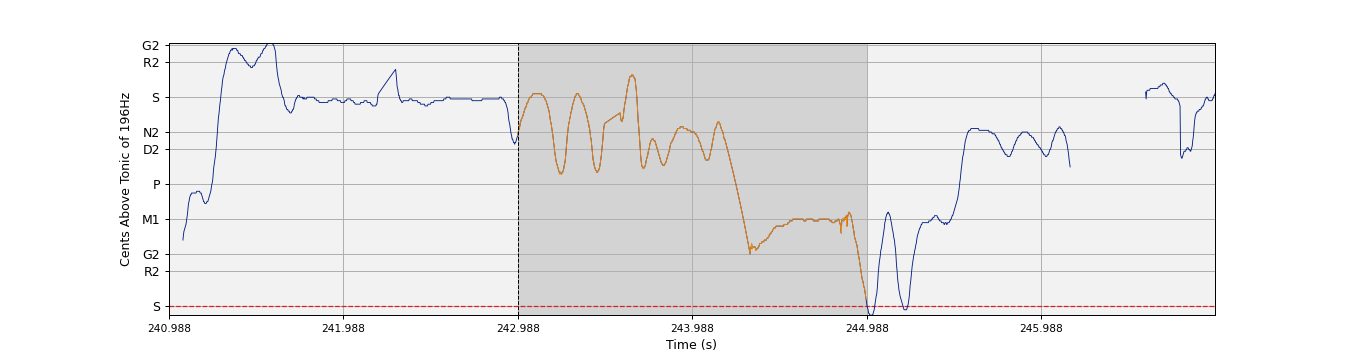 G2
R2
S
N2
D2
P
M1
G2
R2
S
Cents Above Tonic of 196Hz
240.988 241.988 242.988 243.988 244.988 245.988
Time (s)